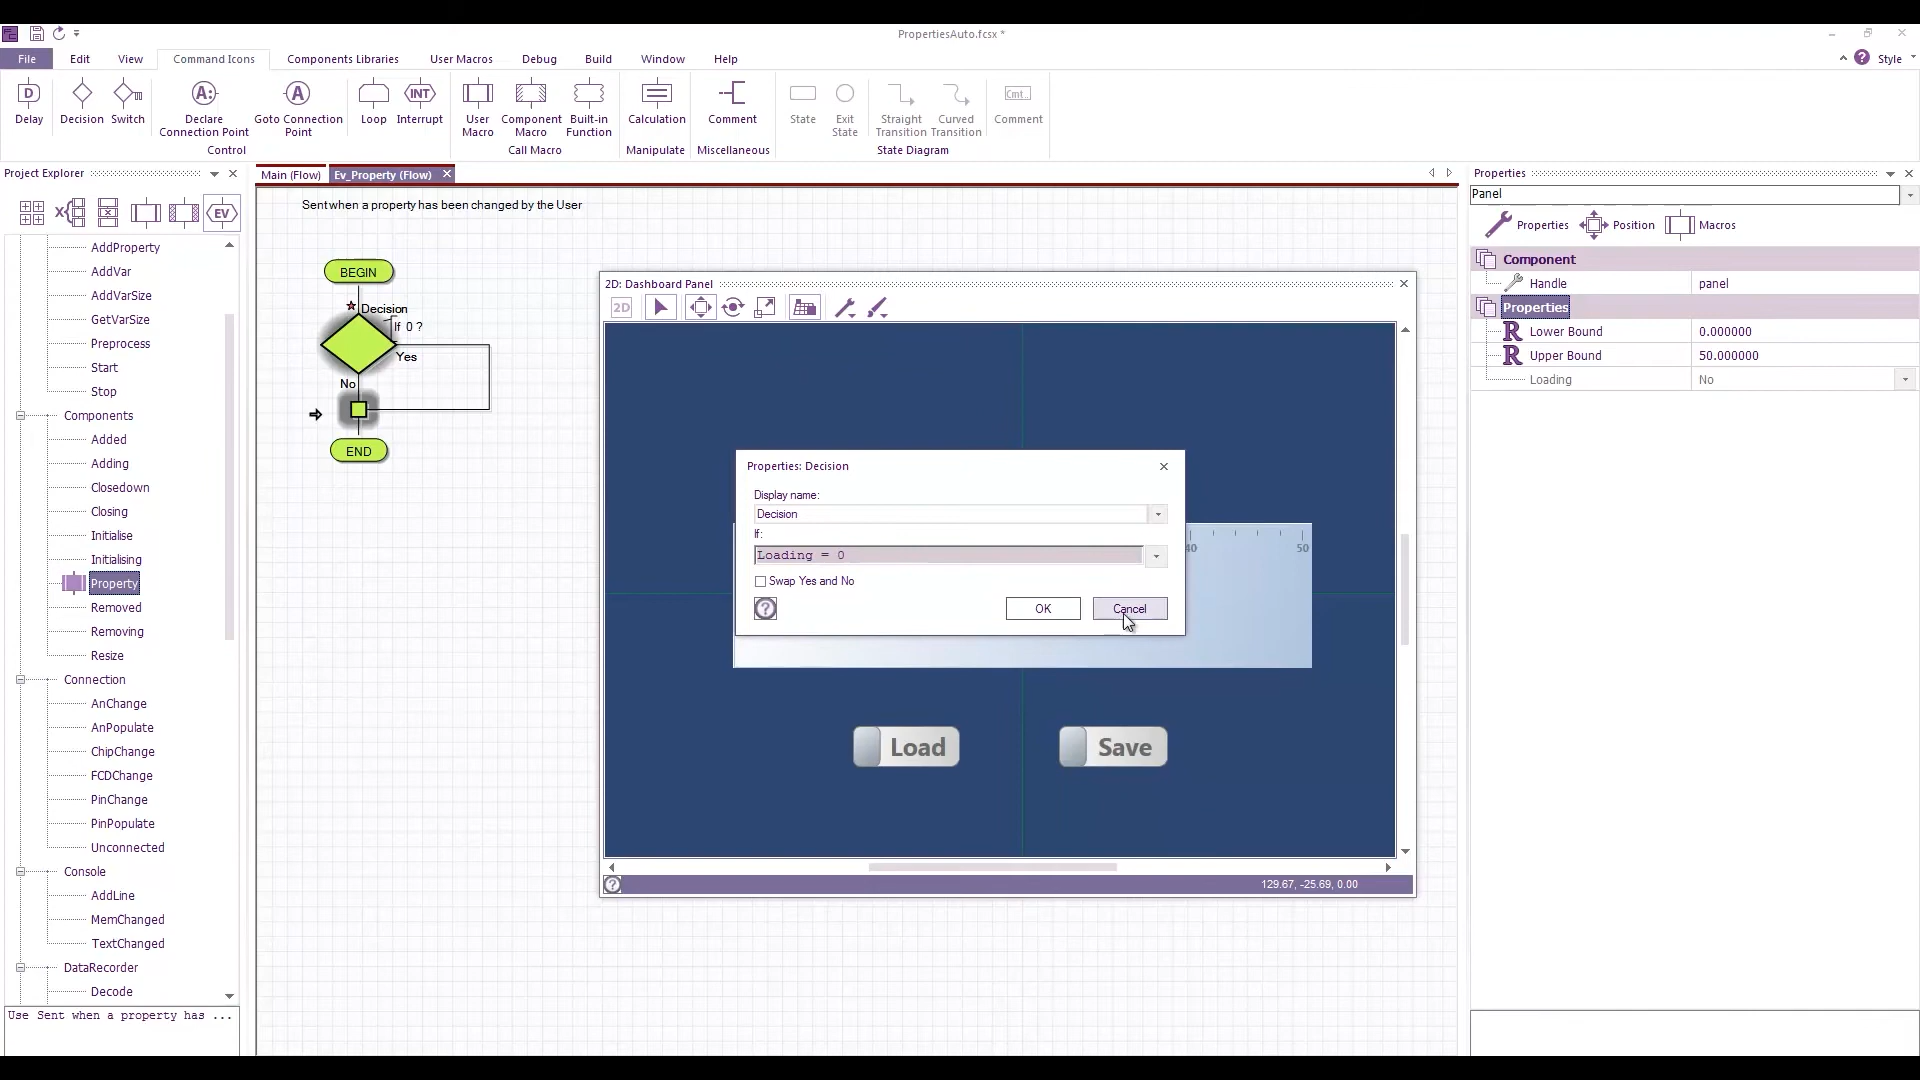 PropertiesAuto.fcsx *
File Edit View Command Icons Components Libraries User Macros Debug Build Window Help Style
Delay
Decision
Switch
A:
Declare
Connection Point
A
Goto Connection
Point
Loop
INT
Interrupt
Control
User
Macro
Component
Macro
Built-in
Function
Call Macro
Calculation
Manipulate
Comment
Miscellaneous
State
Exit
State
Straight
Transition
Curved
Transition
Cmt...
Comment
State Diagram
Project Explorer
EV
AddProperty
AddVar
AddVarSize
GetVarSize
Preprocess
Start
Stop
Components
Added
Adding
Closedown
Closing
Initialise
Initialising
Property
Removed
Removing
Resize
Connection
AnChange
AnPopulate
ChipChange
FCDChange
PinChange
PinPopulate
Unconnected
Console
AddLine
MemChanged
TextChanged
DataRecorder
Decode
Use Sent when a property has ...
Main (Flow)
Ev_Property (Flow)
Sent when a property has been changed by the User
BEGIN
Decision
If 0 ?
Yes
No
END
2D: Dashboard Panel
2D
Properties: Decision
Display name:
Decision
If:
Loading = 0
Swap Yes and No
OK
Cancel
40
50
Load
Save
129.67, -25.69, 0.00
Properties
Panel
Properties
Position
Macros
Component
Handle panel
Properties
R Lower Bound 0.000000
R Upper Bound 50.000000
Loading No